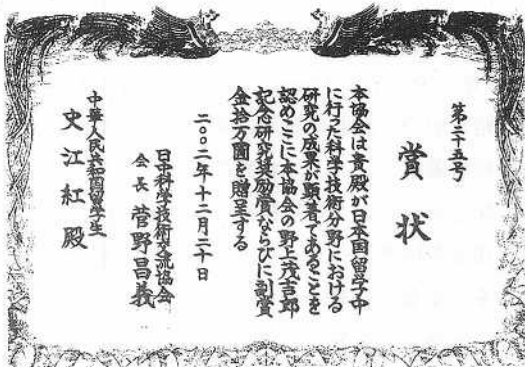 第二十五号
賞状
本協会は貴殿が日本国留学中
に行った科学技術分野における
研究の成果が顕著であることを
認めここに本協会の野上茂吉郎
記念研究奨励賞ならびに副賞
金拾万圓を贈呈する
二〇〇二年十二月二十日
日中科学技術交流協会
会長 菅野昌義
中華人民共和国留学生
史江紅殿